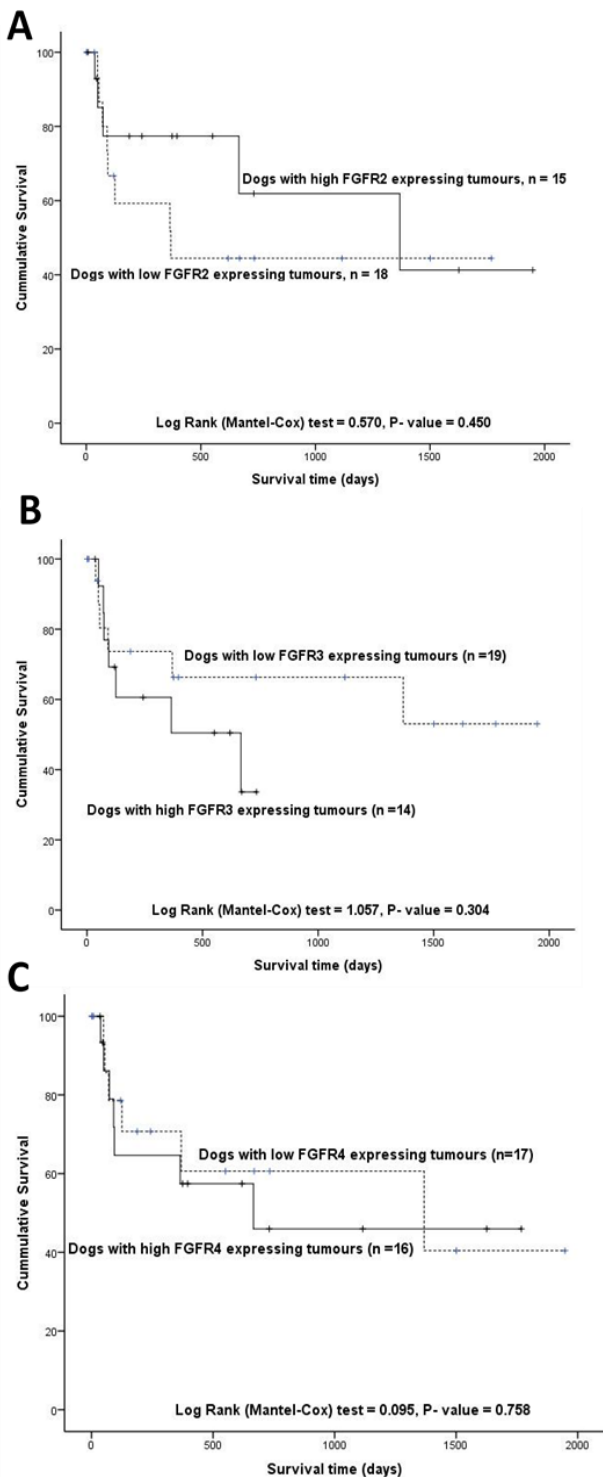 A
100
80
60
40
20
0
Cummulative Survival
Dogs with high FGFR2 expressing tumours, n = 15
Dogs with low FGFR2 expressing tumours, n = 18
Log Rank (Mantel-Cox) test = 0.570, P- value = 0.450
0 500 1000 1500 2000
Survival time (days)
B
100
80
60
40
20
0
Cummulative Survival
Dogs with low FGFR3 expressing tumours (n =19)
Dogs with high FGFR3 expressing tumours (n =14)
Log Rank (Mantel-Cox) test = 1.057, P- value = 0.304
0 500 1000 1500 2000
Survival time (days)
C
100
80
60
40
20
0
Cummulative Survival
Dogs with low FGFR4 expressing tumours (n=17)
Dogs with high FGFR4 expressing tumours (n =16)
Log Rank (Mantel-Cox) test = 0.095, P- value = 0.758
0 500 1000 1500 2000
Survival time (days)